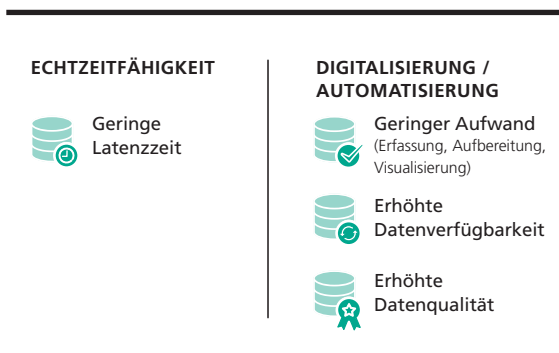 ECHTZEITFÄHIGKEIT
Geringe
Latenzzeit
DIGITALISIERUNG /
AUTOMATISIERUNG
Geringer Aufwand
(Erfassung, Aufbereitung,
Visualisierung)
Erhöhte
Datenverfügbarkeit
Erhöhte
Datenqualität